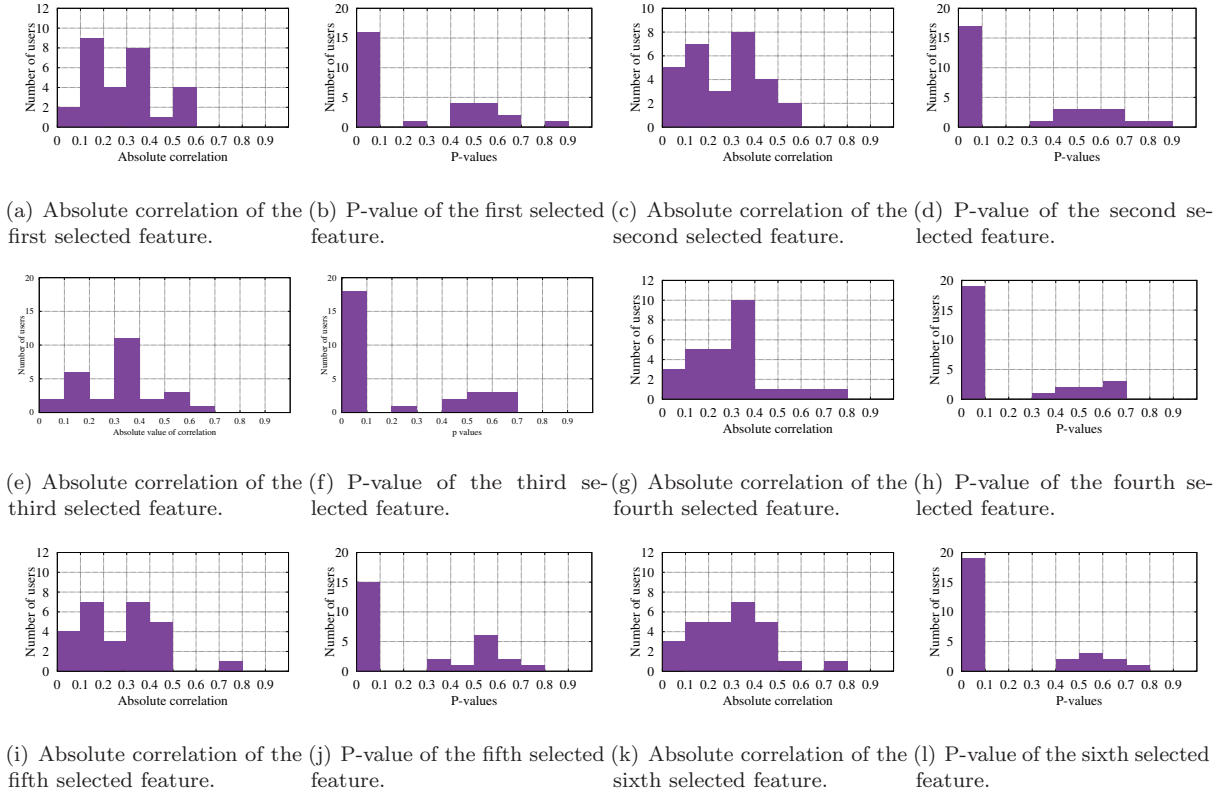 12
10
8
6
4
2
0
Number of users
0 0.1 0.2 0.3 0.4 0.5 0.6 0.7 0.8 0.9
Absolute correlation
20
15
10
5
0
Number of users
0 0.1 0.2 0.3 0.4 0.5 0.6 0.7 0.8 0.9
P-values
10
8
6
4
2
0
Number of users
0 0.1 0.2 0.3 0.4 0.5 0.6 0.7 0.8 0.9
Absolute correlation
20
15
10
5
0
Number of users
0 0.1 0.2 0.3 0.4 0.5 0.6 0.7 0.8 0.9
P-values
(a) Absolute correlation of the
first selected feature.
(b) P-value of the first selected
feature.
(c) Absolute correlation of the
second selected feature.
(d) P-value of the second se-
lected feature.
20
15
10
5
0
Number of users
0 0.1 0.2 0.3 0.4 0.5 0.6 0.7 0.8 0.9
Absolute value of correlation
20
15
10
5
0
Number of users
0 0.1 0.2 0.3 0.4 0.5 0.6 0.7 0.8 0.9
p values
12
10
8
6
4
2
0
Number of users
0 0.1 0.2 0.3 0.4 0.5 0.6 0.7 0.8 0.9
Absolute correlation
20
15
10
5
0
Number of users
0 0.1 0.2 0.3 0.4 0.5 0.6 0.7 0.8 0.9
P-values
(e) Absolute correlation of the
third selected feature.
(f) P-value of the third se-
lected feature.
(g) Absolute correlation of the
fourth selected feature.
(h) P-value of the fourth se-
lected feature.
12
10
8
6
4
2
0
Number of users
0 0.1 0.2 0.3 0.4 0.5 0.6 0.7 0.8 0.9
Absolute correlation
20
15
10
5
0
Number of users
0 0.1 0.2 0.3 0.4 0.5 0.6 0.7 0.8 0.9
P-values
12
10
8
6
4
2
0
Number of users
0 0.1 0.2 0.3 0.4 0.5 0.6 0.7 0.8 0.9
Absolute correlation
20
15
10
5
0
Number of users
0 0.1 0.2 0.3 0.4 0.5 0.6 0.7 0.8 0.9
P-values
(i) Absolute correlation of the
fifth selected feature.
(j) P-value of the fifth selected
feature.
(k) Absolute correlation of the
sixth selected feature.
(l) P-value of the sixth selected
feature.